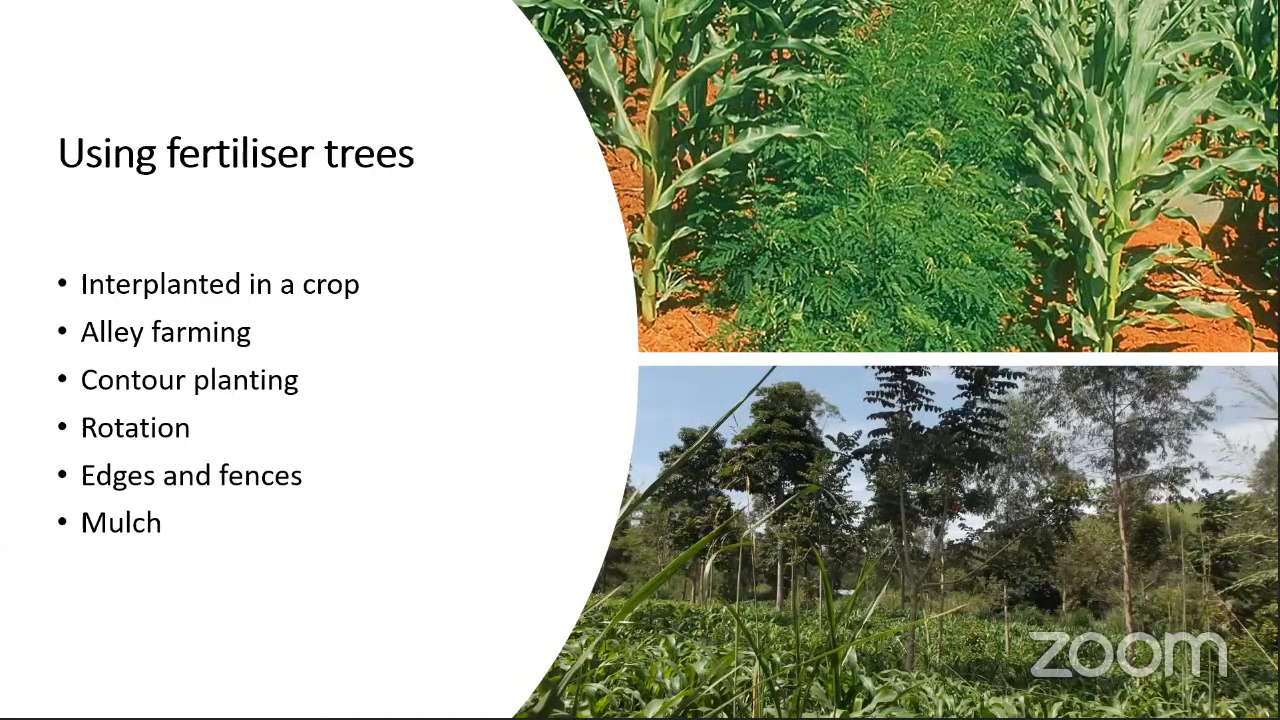 Using fertiliser trees
• Interplanted in a crop
• Alley farming
• Contour planting
• Rotation
• Edges and fences
• Mulch
zoom